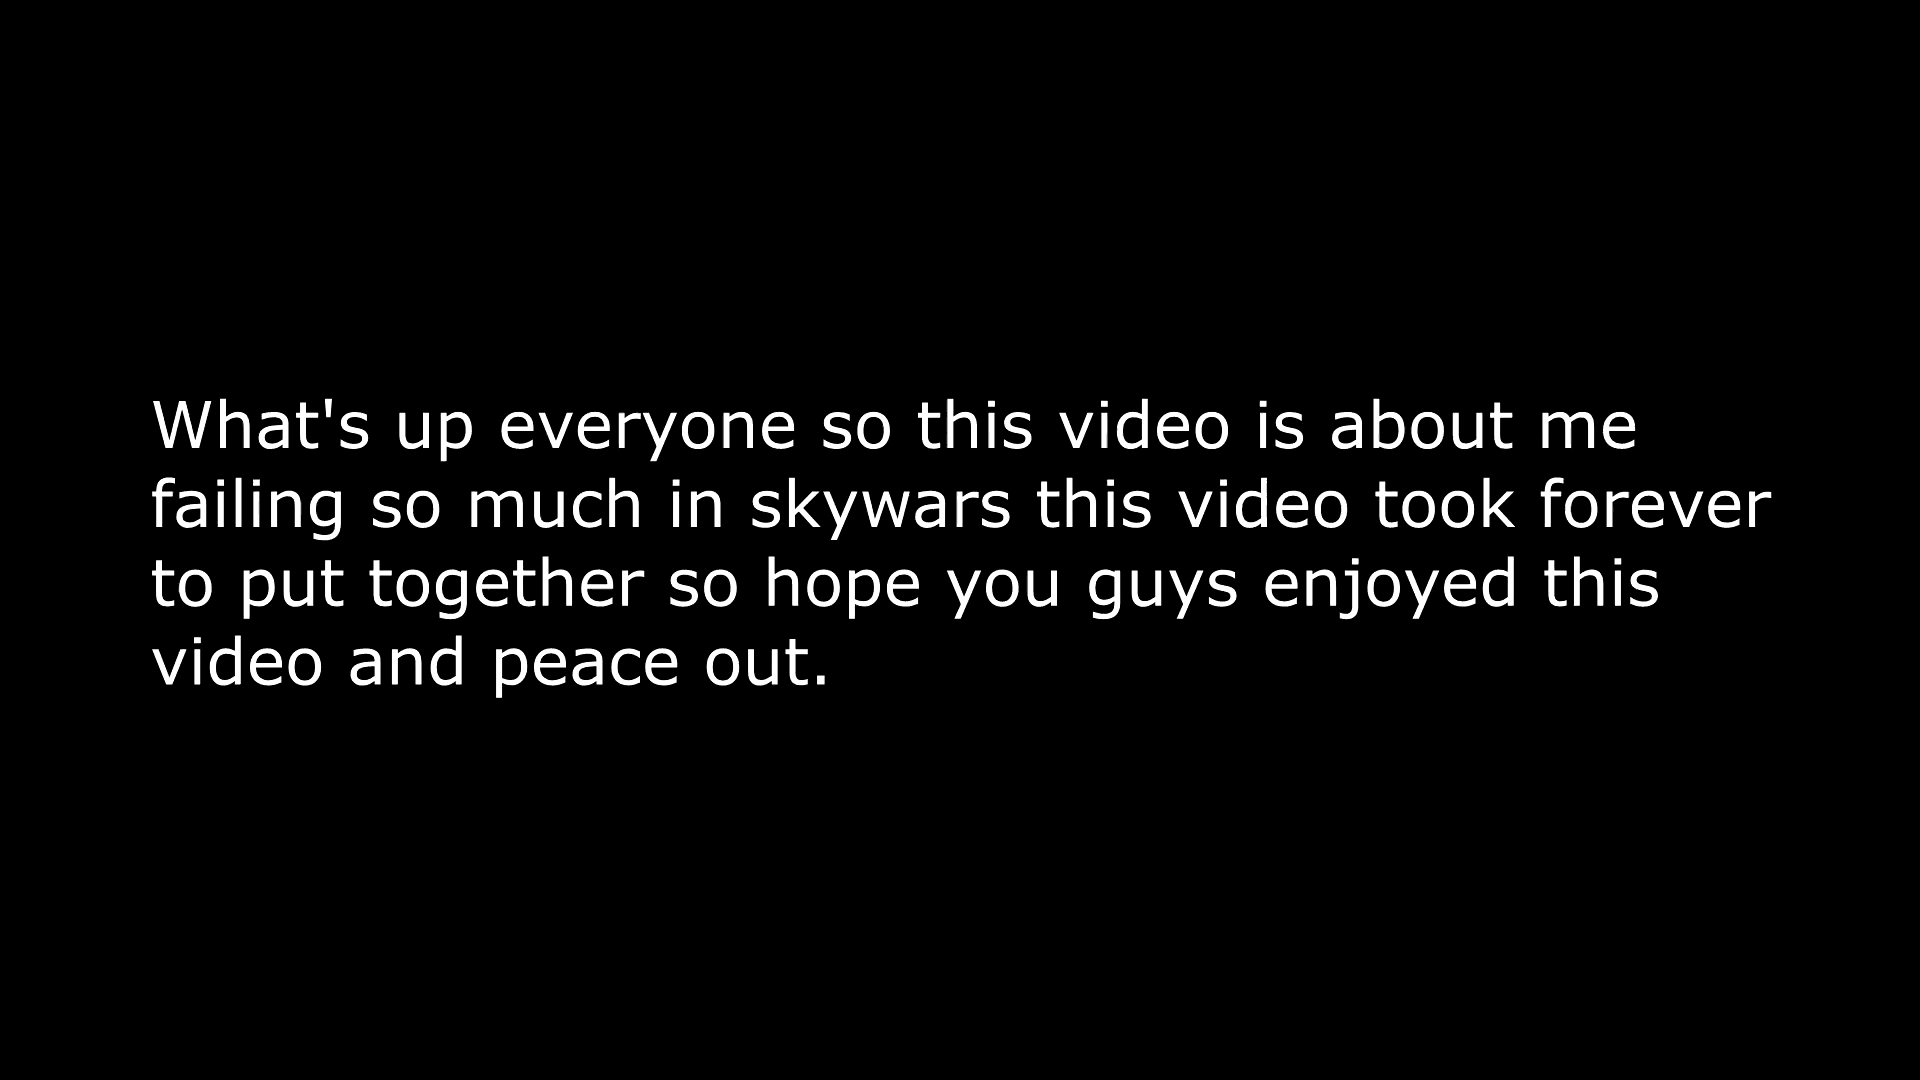 What's up everyone so this video is about me
failing so much in skywars this video took forever
to put together so hope you guys enjoyed this
video and peace out.